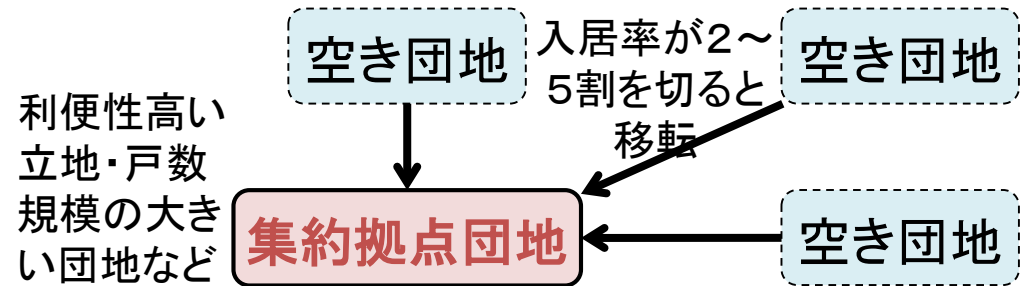 空き団地
入居率が2～
5割を切ると
移転
空き団地
利便性高い
立地・戸数
規模の大き
い団地など
集約拠点団地
空き団地